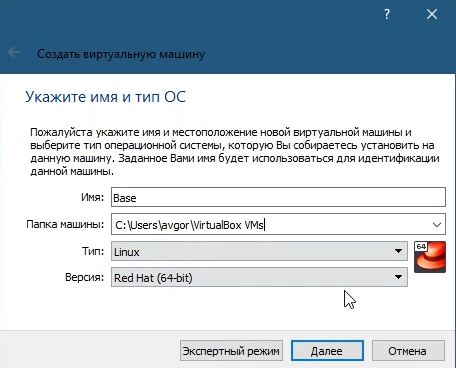 ?
Создать виртуальную машину
Укажите имя и тип ОС
Пожалуйста укажите имя и местоположение новой виртуальной машины и
выберите тип операционной системы, которую Вы собираетесь установить на
данную машину. Заданное Вами имя будет использоваться для идентификации
данной машины.
Имя: Base
Папка машины: C:\Users\avgor\VirtualBox VMs
Тип: Linux
64
Версия: Red Hat (64-bit)
Экспертный режим Далее Отмена